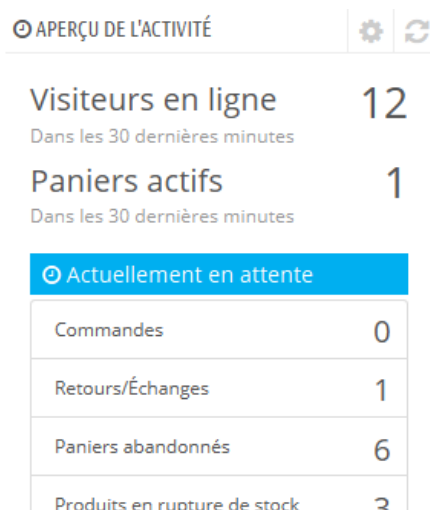 APERÇU DE L'ACTIVITÉ
Visiteurs en ligne 12
Dans les 30 dernières minutes
Paniers actifs 1
Dans les 30 dernières minutes
Actuellement en attente
Commandes 0
Retours/Échanges 1
Paniers abandonnés 6
Produits en rupture de stock 3